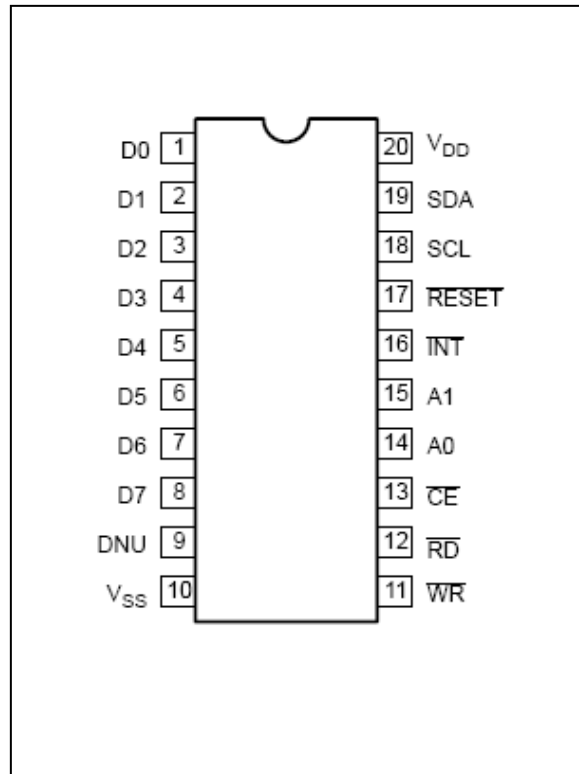 D0 1 20 VDD
D1 2 19 SDA
D2 3 18 SCL
D3 4 17 RESET
D4 5 16 INT
D5 6 15 A1
D6 7 14 A0
D7 8 13 CE
DNU 9 12 RD
VSS 10 11 WR